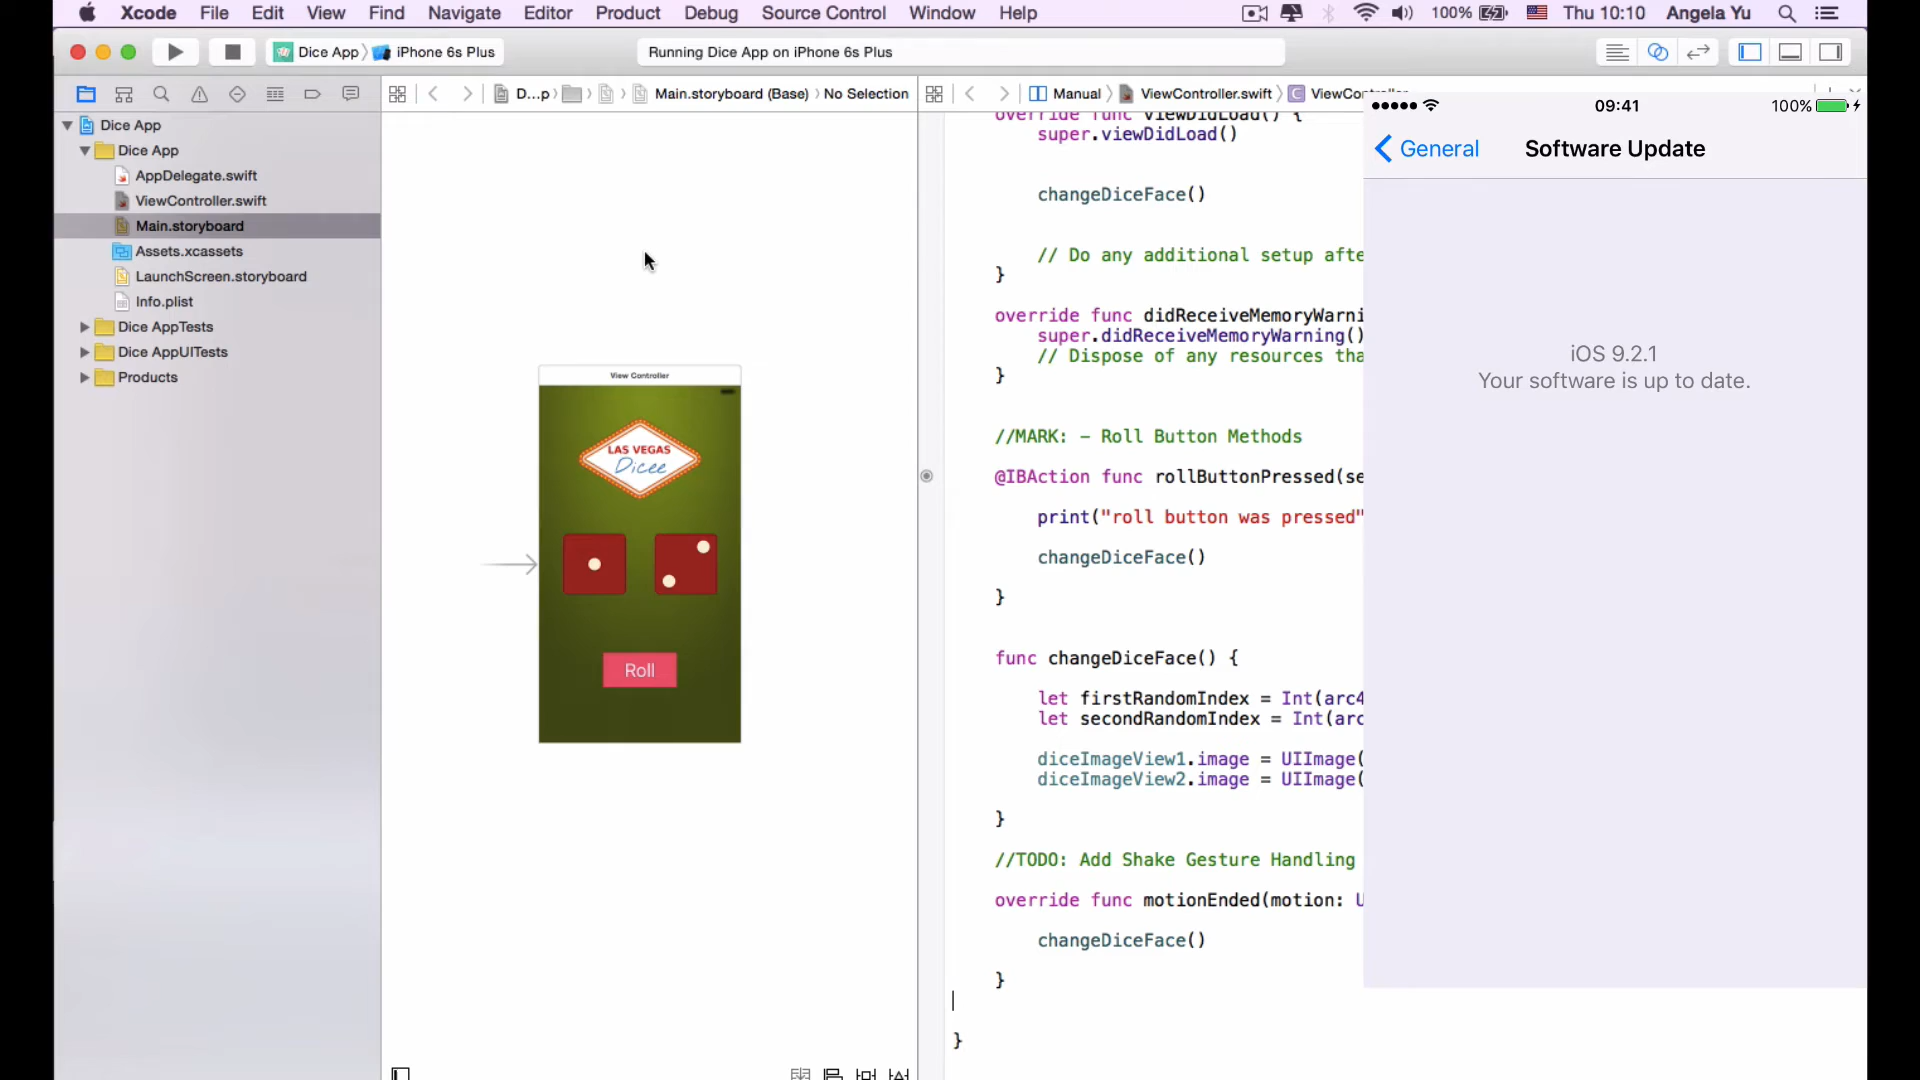 Xcode File Edit View Find Navigate Editor Product Debug Source Control Window Help 100% Thu 10:10 Angela Yu
Dice App iPhone 6s Plus
Running Dice App on iPhone 6s Plus
D...p Main.storyboard (Base) No Selection
Manual ViewController.swift
Dice App
Dice App
AppDelegate.swift
ViewController.swift
Main.storyboard
Assets.xcassets
LaunchScreen.storyboard
Info.plist
Dice AppTests
Dice AppUITests
Products
View Controller
LAS VEGAS
Dicee
Roll
override func viewDidLoad() {
super.viewDidLoad()
changeDiceFace()
// Do any additional setup afte
}
override func didReceiveMemoryWarni
super.didReceiveMemoryWarning()
// Dispose of any resources tha
}
//MARK: - Roll Button Methods
@IBAction func rollButtonPressed(se
print("roll button was pressed"
changeDiceFace()
}
func changeDiceFace() {
let firstRandomIndex = Int(arc4
let secondRandomIndex = Int(arc
diceImageView1.image = UIImage(
diceImageView2.image = UIImage(
}
//TODO: Add Shake Gesture Handling
override func motionEnded(motion: U
changeDiceFace()
}
}
09:41 100%
General Software Update
iOS 9.2.1
Your software is up to date.